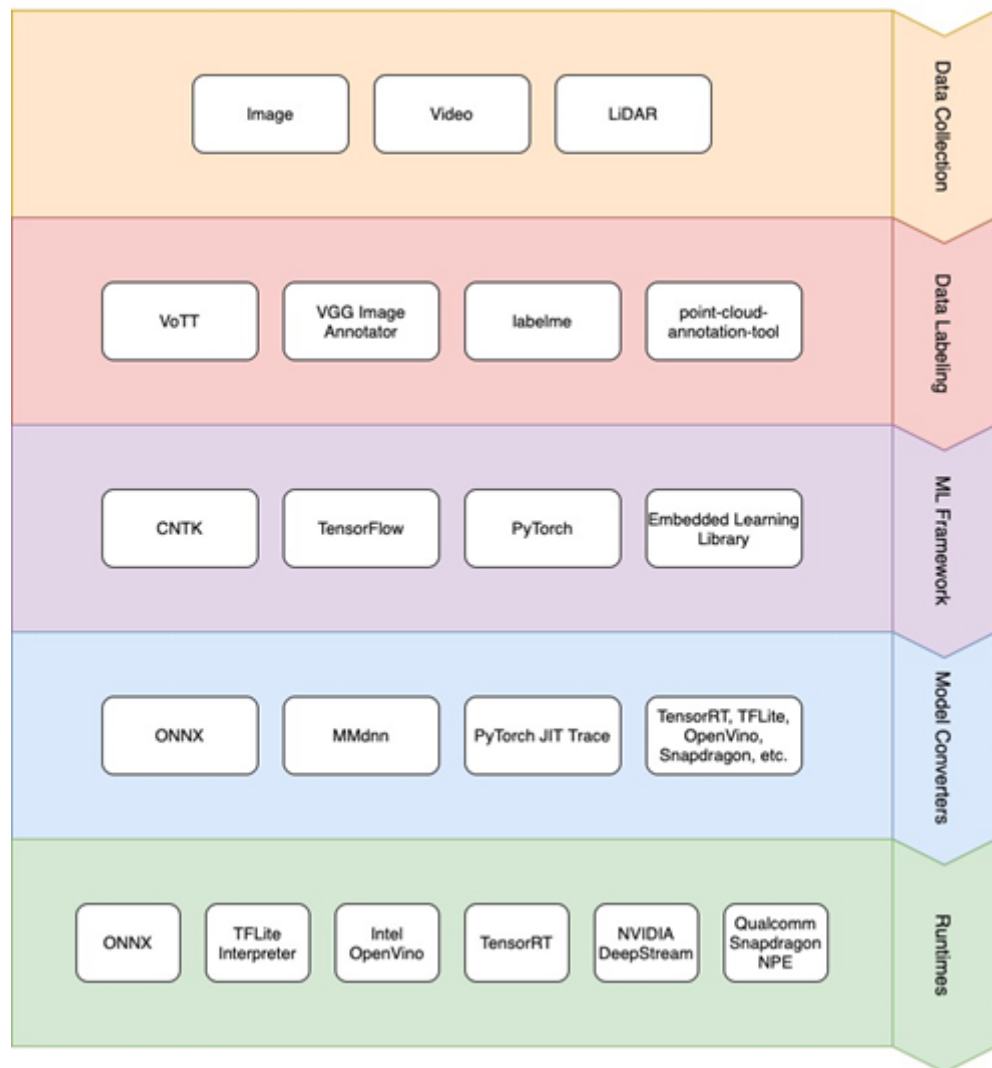 Image
Video
LiDAR
Data Collection
VoTT
VGG Image
Annotator
labelme
point-cloud-
annotation-tool
Data Labeling
CNTK
TensorFlow
PyTorch
Embedded Learning
Library
ML Framework
ONNX
MMdnn
PyTorch JIT Trace
TensorRT, TFLite,
OpenVino,
Snapdragon, etc.
Model Converters
ONNX
TFLite
Interpreter
Intel
OpenVino
TensorRT
NVIDIA
DeepStream
Qualcomm
Snapdragon
NPE
Runtimes